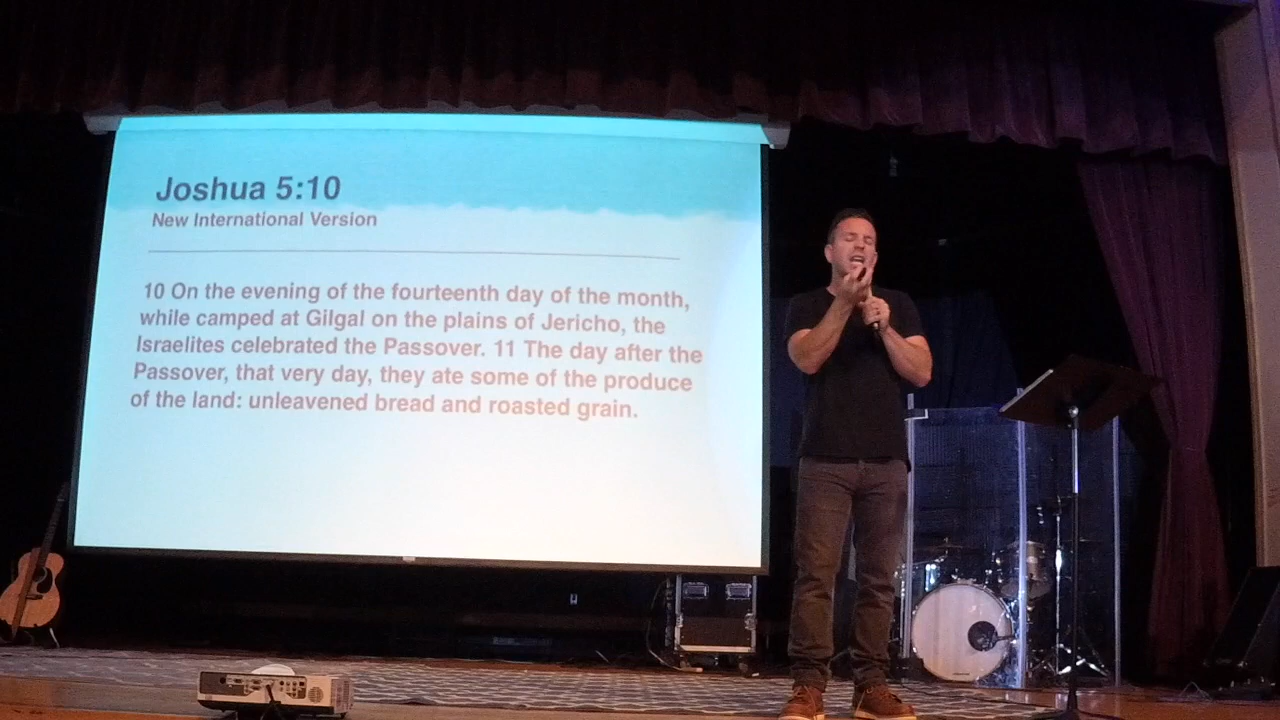 Joshua 5:10
New International Version
10 On the evening of the fourteenth day of the month,
while camped at Gilgal on the plains of Jericho, the
Israelites celebrated the Passover. 11 The day after the
Passover, that very day, they ate some of the produce
of the land: unleavened bread and roasted grain.